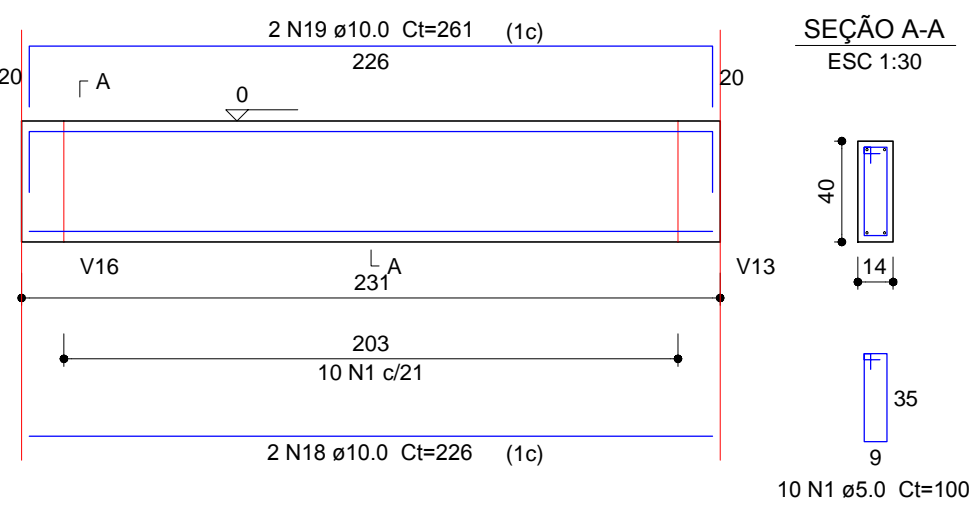 2 N19 ø10.0 Ct=261 (1c)
226
20
20
A
0
V16
A
V13
231
203
10 N1 c/21
2 N18 ø10.0 Ct=226 (1c)
SEÇÃO A-A
ESC 1:30
40
14
35
9
10 N1 ø5.0 Ct=100